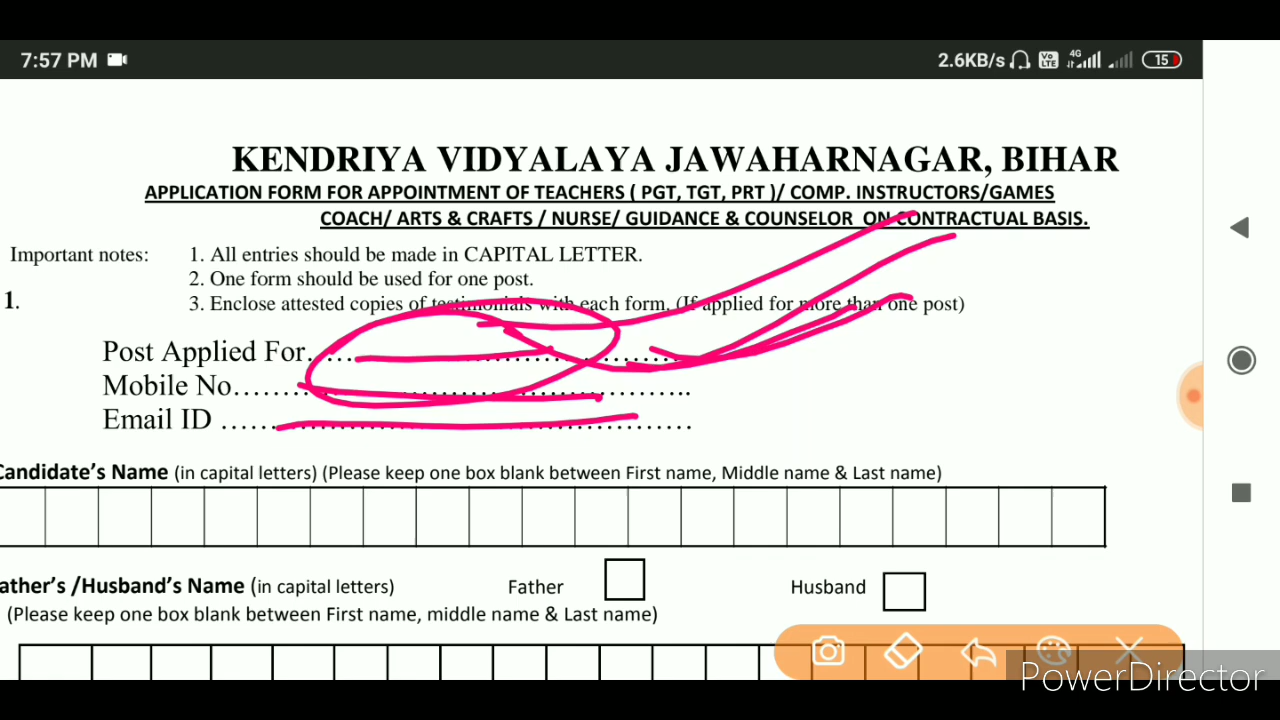 7:57 PM 2.6KB/s Vo LTE 4G 15
KENDRIYA VIDYALAYA JAWAHARNAGAR, BIHAR
APPLICATION FORM FOR APPOINTMENT OF TEACHERS ( PGT, TGT, PRT )/ COMP. INSTRUCTORS/GAMES
COACH/ ARTS & CRAFTS / NURSE/ GUIDANCE & COUNSELOR ON CONTRACTUAL BASIS.
Important notes: 1. All entries should be made in CAPITAL LETTER.
2. One form should be used for one post.
1. 3. Enclose attested copies of testimonials with each form. (If applied for more than one post)
Post Applied For.....................................................
Mobile No..........................................................
Email ID ..........................................................
Candidate's Name (in capital letters) (Please keep one box blank between First name, Middle name & Last name)
ather's /Husband's Name (in capital letters) Father Husband
(Please keep one box blank between First name, middle name & Last name)
PowerDirector